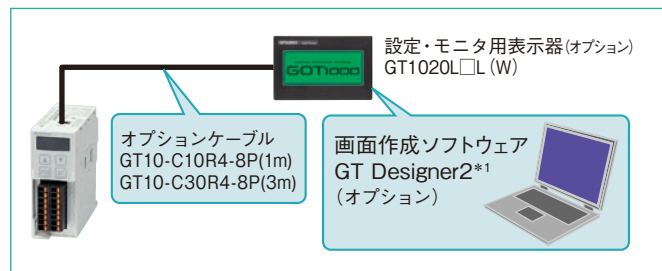 設定・モニタ用表示器(オプション)
GT1020L□L(W)
GOT1000
オプションケーブル
GT10-C10R4-8P(1m)
GT10-C30R4-8P(3m)
画面作成ソフトウェア
GT Designer2*1
(オプション)